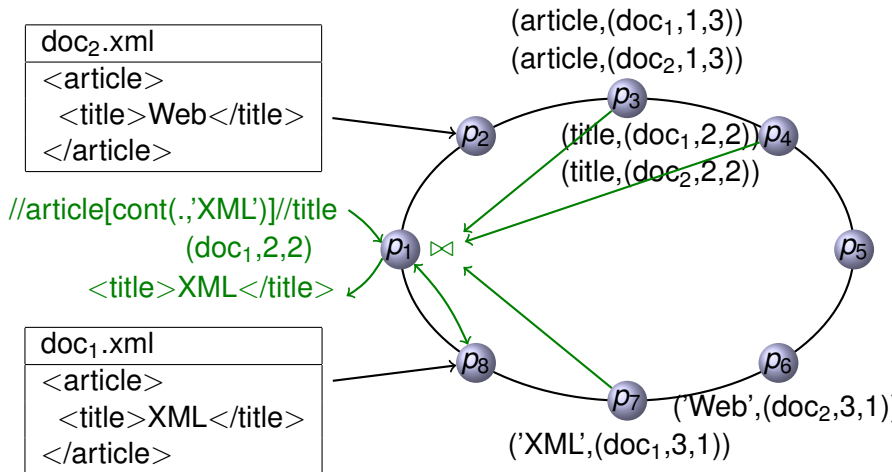 doc₂.xml
<article>
<title>Web</title>
</article>
//article[cont(.,'XML')]//title
(doc₁,2,2)
<title>XML</title>
doc₁.xml
<article>
<title>XML</title>
</article>
(article,(doc₁,1,3))
(article,(doc₂,1,3))
p₃
p₂
(title,(doc₁,2,2))
p₄
(title,(doc₂,2,2))
p₁ ⋈
p₅
p₈
p₆
p₇
('Web',(doc₂,3,1))
('XML',(doc₁,3,1))